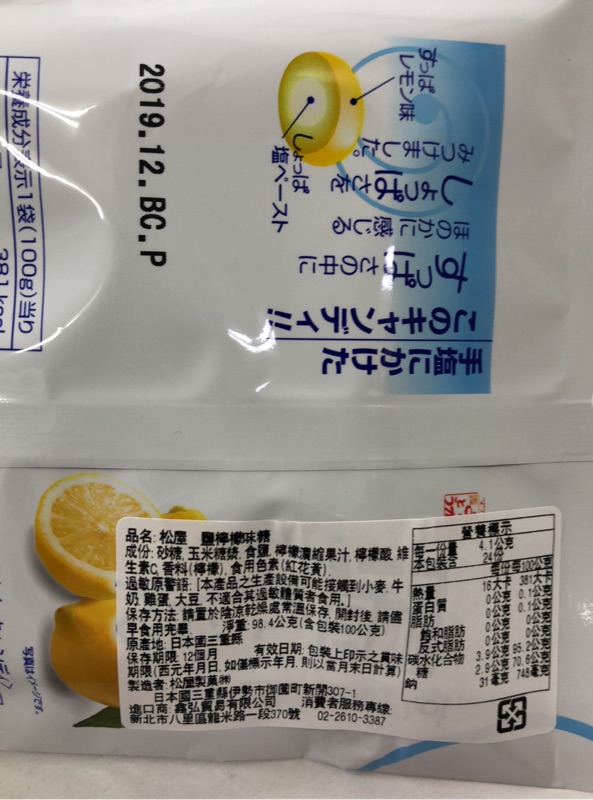 手塩にかけた
このキャンディ!!
すっぱさの中に
ほのかに感じる
しょっぱさを
みつけました。
すっぱ
レモン味
しょっぱ
塩ペースト
2019.12.BC.P
栄養成分表示1袋(100g)当り
381kcal
写真はイメージです。
品名: 松屋 鹽檸檬味糖
成份: 砂糖, 玉米糖漿, 食鹽, 檸檬濃縮果汁, 檸檬酸, 維
生素C, 香料(檸檬), 食用色素(紅花黃).
過敏原警語: [本產品之生產設備可能接觸到小麥, 牛
奶, 雞蛋, 大豆, 不適合其過敏體質者食用。]
保存方法: 請置於陰涼乾燥處常溫保存, 開封後, 請儘
早食用完畢. 淨重: 98.4公克(含包裝100公克)
原產地: 日本國三重縣
保存期限: 12個月 有效日期: 包裝上印示之賞味
期限(西元年月日, 如僅標示年月, 則以當月末日計算)
製造者: 松屋製菓㈱
日本國三重縣伊勢市御薗町新開307-1
進口商: 鑫弘貿易有限公司 消費者服務專線:
新北市八里區龍米路一段370號 02-2610-3387
營養標示
每一份量 4.1公克
本包裝含 24份
每份 每100公克
熱量 16大卡 381大卡
蛋白質 0公克 0.1公克
脂肪 0公克 0.1公克
飽和脂肪 0公克 0公克
反式脂肪 0公克 0公克
碳水化合物 3.9公克 95.2公克
糖 2.9公克 70.6公克
鈉 31毫克 748毫克